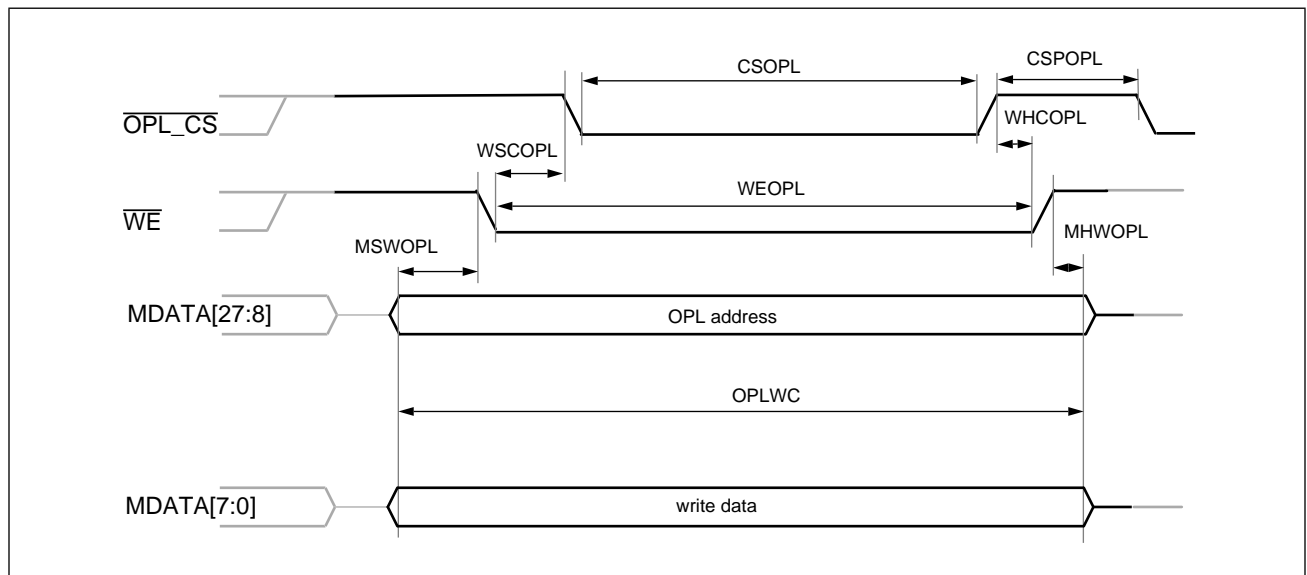 CSOPL
CSPOPL
OPL_CS
WHCOPL
WSCOPL
WEOPL
WE
MHWOPL
MSWOPL
MDATA[27:8]
OPL address
OPLWC
MDATA[7:0]
write data